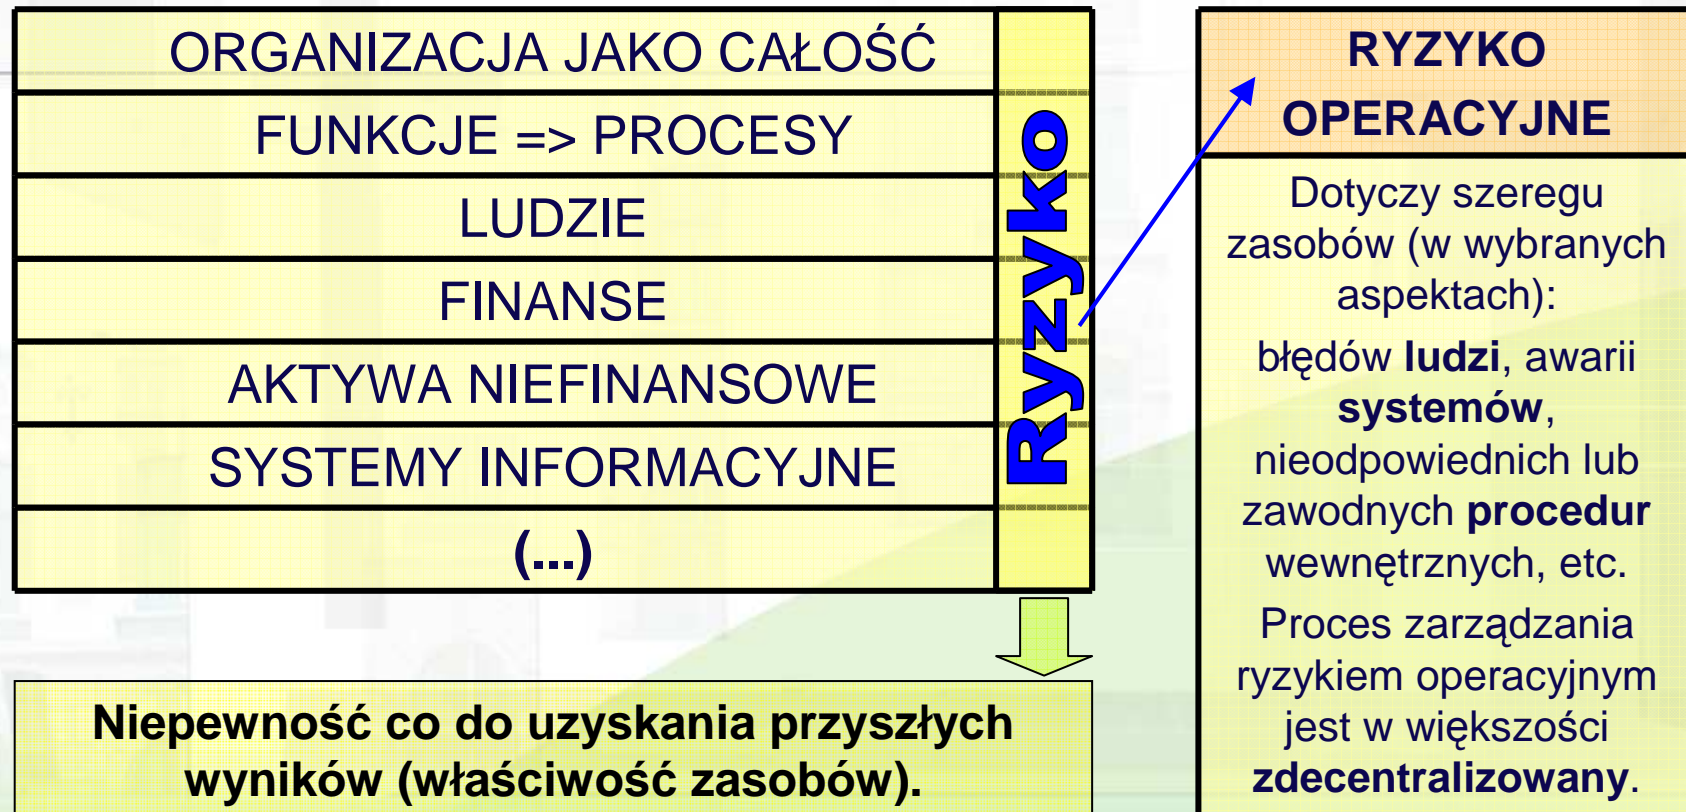 ORGANIZACJA JAKO CAŁOŚĆ
FUNKCJE => PROCESY
LUDZIE
FINANSE
AKTYWA NIEFINANSOWE
SYSTEMY INFORMACYJNE
(...)
Ryzyko
Niepewność co do uzyskania przyszłych
wyników (właściwość zasobów).
RYZYKO
OPERACYJNE
Dotyczy szeregu
zasobów (w wybranych
aspektach):
błędów ludzi, awarii
systemów,
nieodpowiednich lub
zawodnych procedur
wewnętrznych, etc.
Proces zarządzania
ryzykiem operacyjnym
jest w większości
zdecentralizowany.